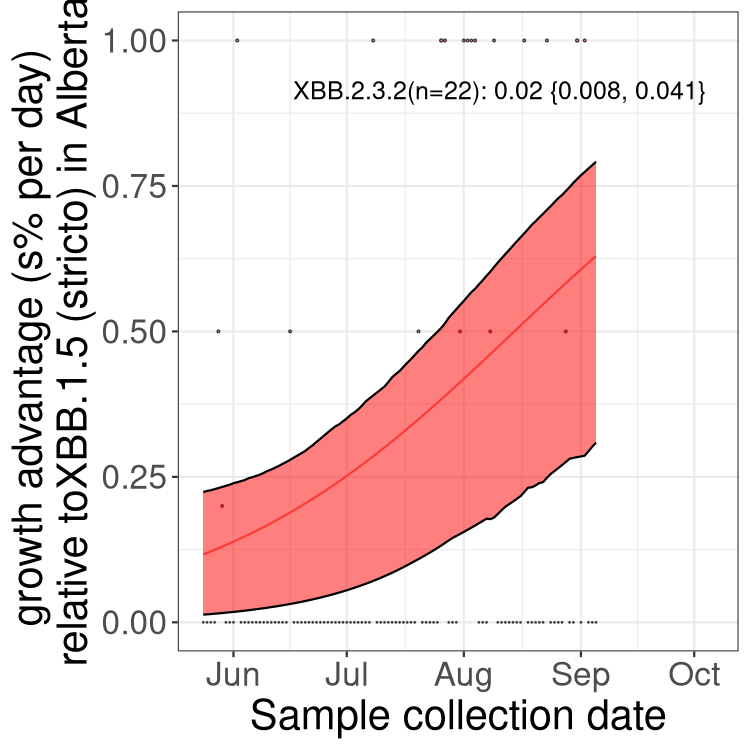 growth advantage (s% per day)
relative toXBB.1.5 (stricto) in Alberta
1.00
0.75
0.50
0.25
0.00
XBB.2.3.2(n=22): 0.02 {0.008, 0.041}
Jun Jul Aug Sep Oct
Sample collection date